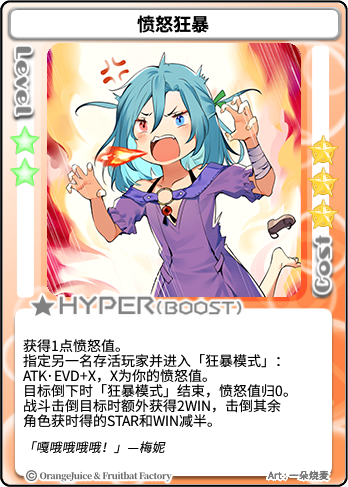 愤怒狂暴
Level
Cost
HYPER(BOOST)
获得1点愤怒值。
指定另一名存活玩家并进入「狂暴模式」：
ATK·EVD+X，X为你的愤怒值。
目标倒下时「狂暴模式」结束，愤怒值归0。
战斗击倒目标时额外获得2WIN，击倒其余
角色获时得的STAR和WIN减半。
「嘎哦哦哦哦！」—梅妮
© OrangeJuice & Fruitbat Factory
Art: 一朵烧麦